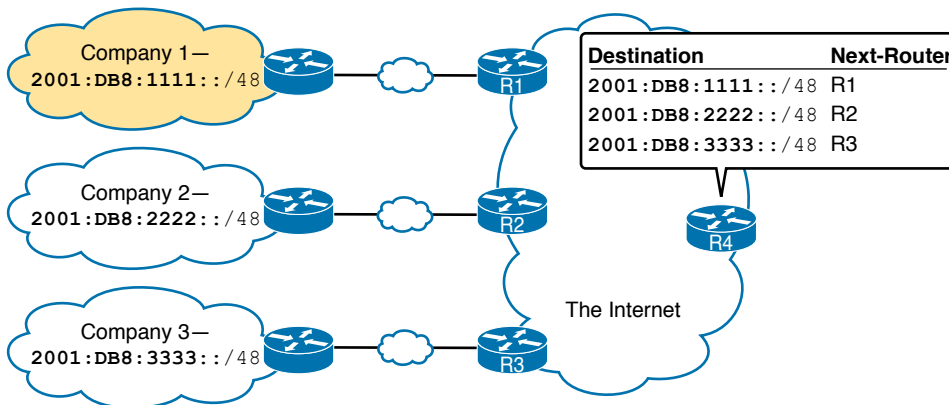 Company 1—
2001:DB8:1111::/48
R1
Destination Next-Router
2001:DB8:1111::/48 R1
2001:DB8:2222::/48 R2
2001:DB8:3333::/48 R3
Company 2—
2001:DB8:2222::/48
R2
R4
The Internet
Company 3—
2001:DB8:3333::/48
R3